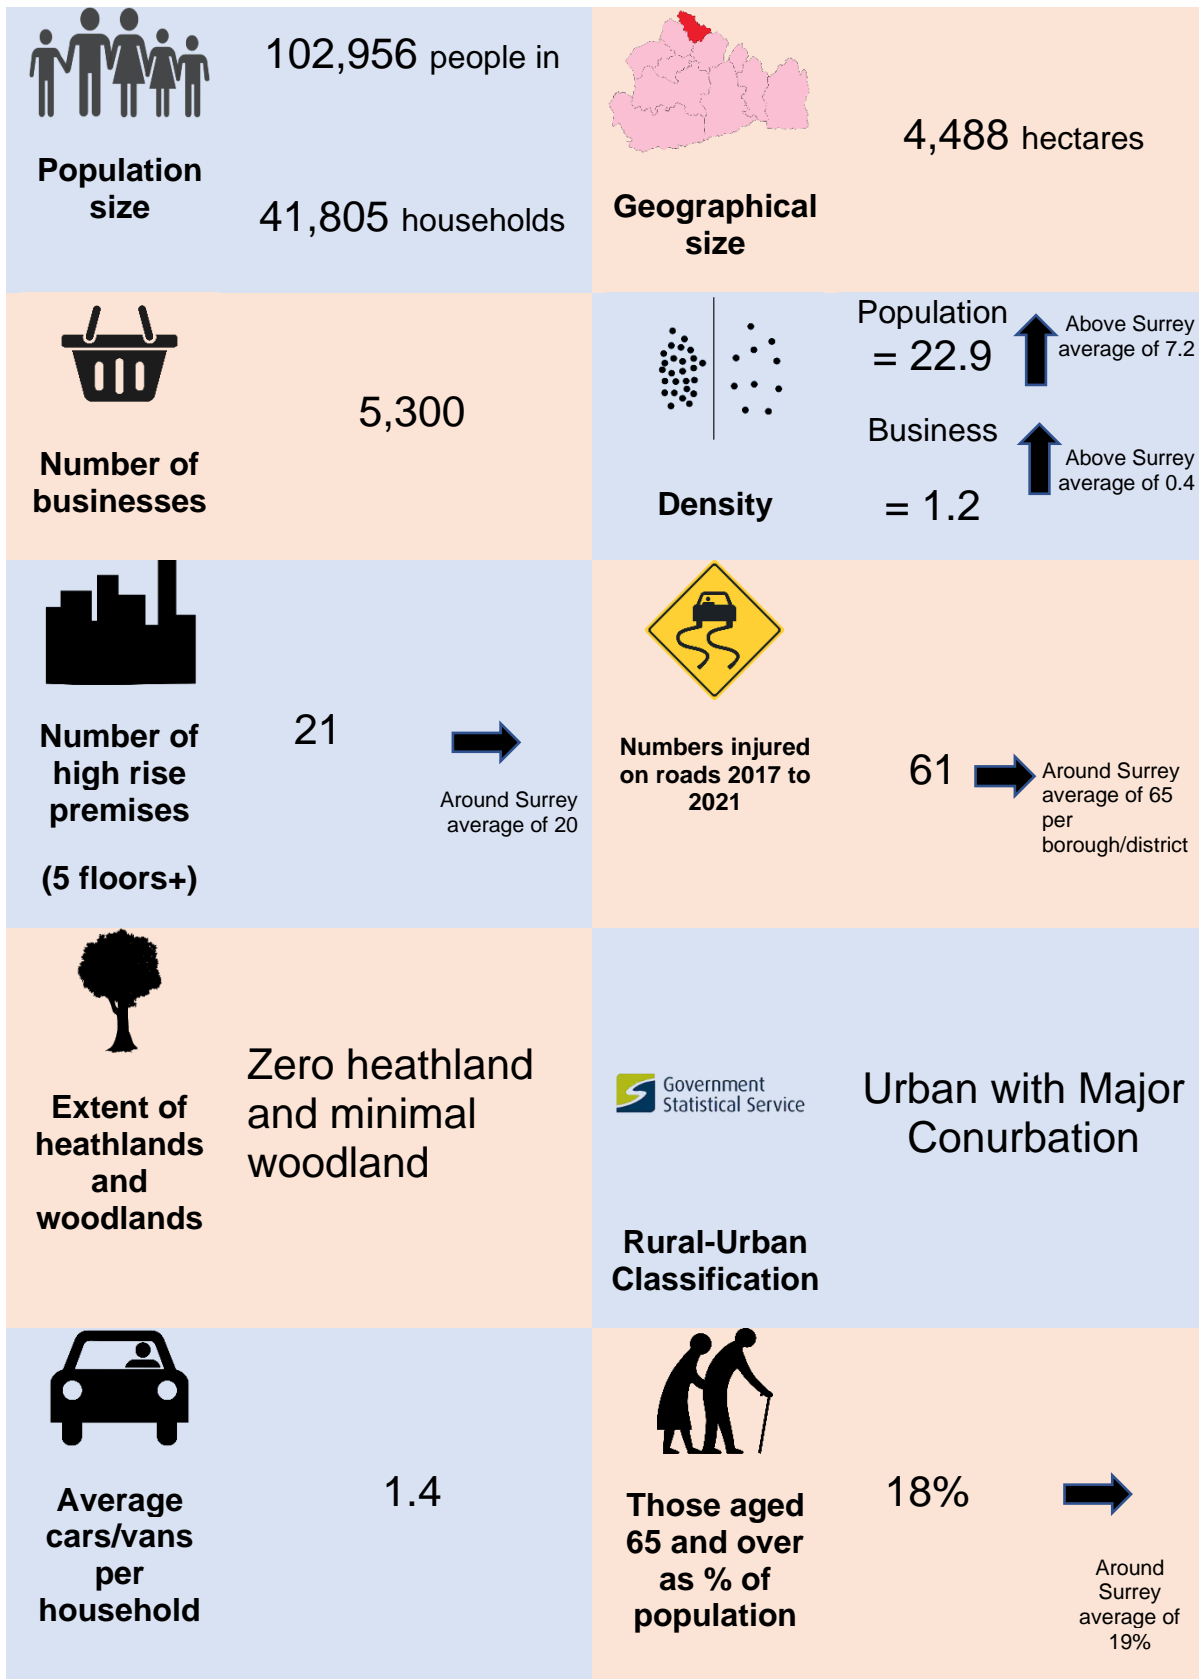 102,956 people in
Population
size
41,805 households
4,488 hectares
Geographical
size
Number of
businesses
5,300
Population
= 22.9
Above Surrey
average of 7.2
Business
= 1.2
Above Surrey
average of 0.4
Density
Number of
high rise
premises
(5 floors+)
21
Around Surrey
average of 20
Numbers injured
on roads 2017 to
2021
61
Around Surrey
average of 65
per
borough/district
Extent of
heathlands
and
woodlands
Zero heathland
and minimal
woodland
Government
Statistical Service
Rural-Urban
Classification
Urban with Major
Conurbation
Average
cars/vans
per
household
1.4
Those aged
65 and over
as % of
population
18%
Around
Surrey
average of
19%